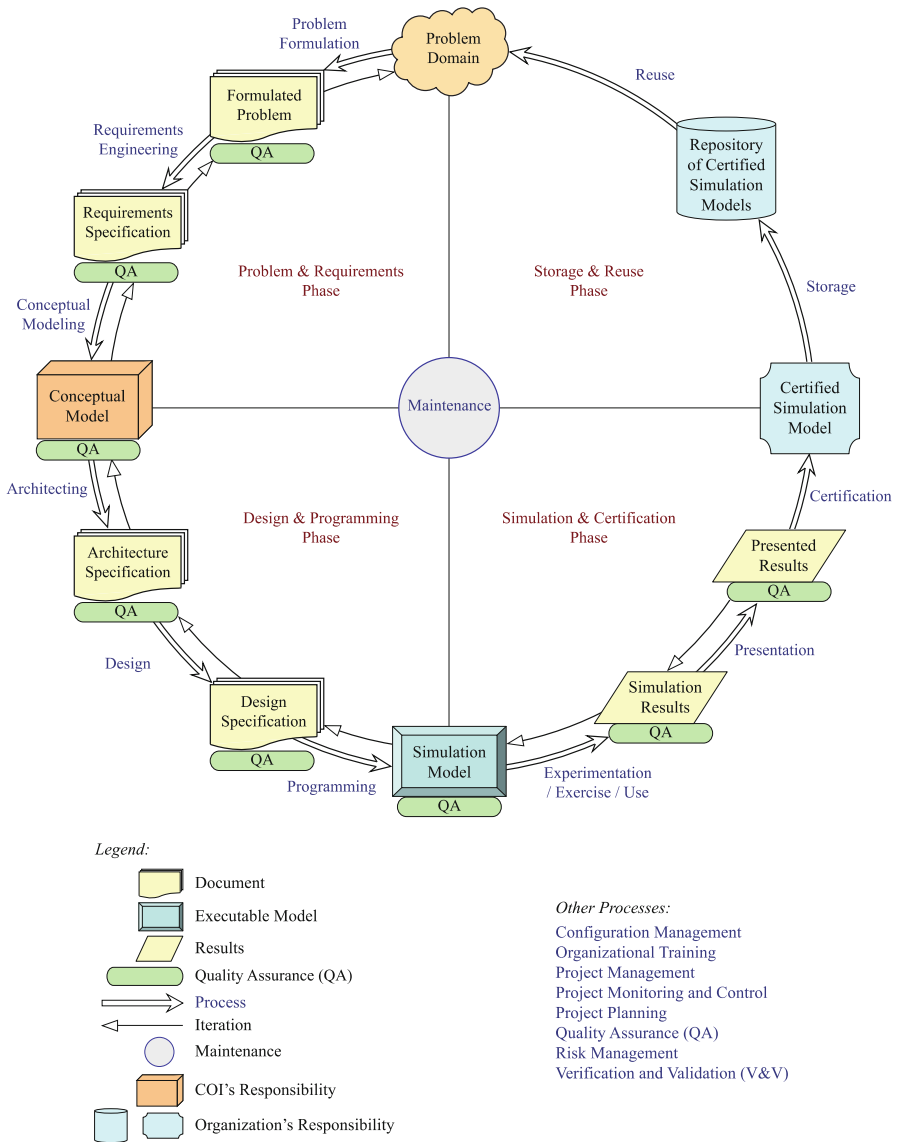 Problem
Formulation
Problem
Domain
Reuse
Formulated
Problem
QA
Requirements
Engineering
Repository
of Certified
Simulation
Models
Requirements
Specification
QA
Problem & Requirements
Phase
Storage & Reuse
Phase
Storage
Conceptual
Modeling
Conceptual
Model
QA
Maintenance
Certified
Simulation
Model
Architecting
Design & Programming
Phase
Simulation & Certification
Phase
Certification
Architecture
Specification
QA
Presented
Results
QA
Design
Presentation
Design
Specification
QA
Simulation
Results
QA
Programming
Simulation
Model
QA
Experimentation
/ Exercise / Use
Legend:
Document
Executable Model
Results
Quality Assurance (QA)
Process
Iteration
Maintenance
COI's Responsibility
Organization's Responsibility
Other Processes:
Configuration Management
Organizational Training
Project Management
Project Monitoring and Control
Project Planning
Quality Assurance (QA)
Risk Management
Verification and Validation (V&V)